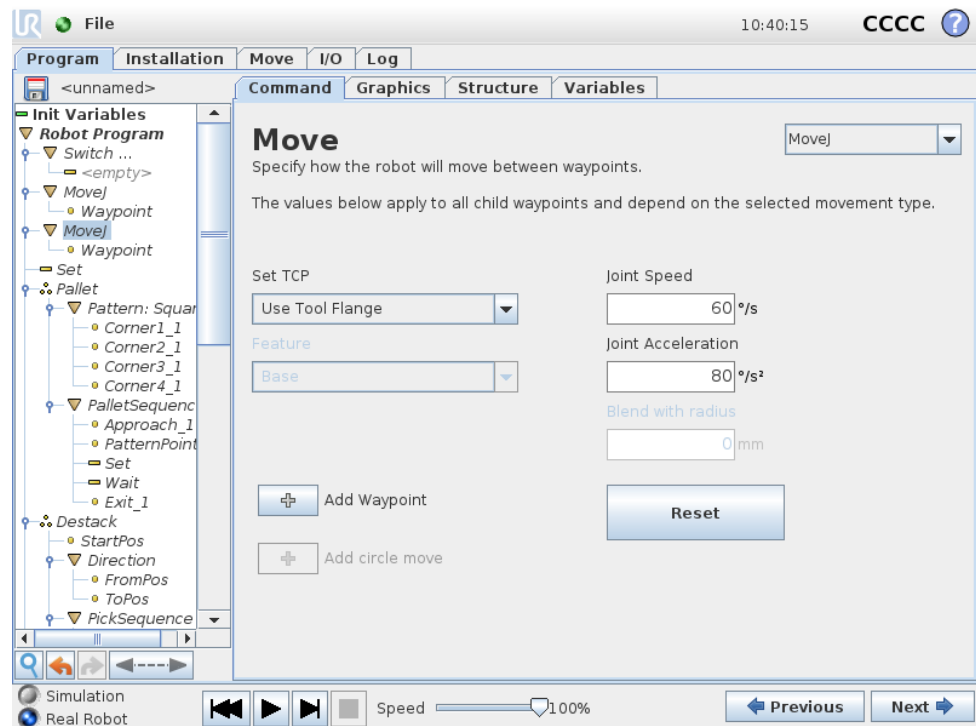 UR File 10:40:15 CCCC ?
Program Installation Move I/O Log
<unnamed>
Command Graphics Structure Variables
Init Variables
Robot Program
Switch ...
<empty>
MoveJ
Waypoint
MoveJ
Waypoint
Set
Pallet
Pattern: Squar
Corner1_1
Corner2_1
Corner3_1
Corner4_1
PalletSequenc
Approach_1
PatternPoint
Set
Wait
Exit_1
Destack
StartPos
Direction
FromPos
ToPos
PickSequence
Move
MoveJ
Specify how the robot will move between waypoints.
The values below apply to all child waypoints and depend on the selected movement type.
Set TCP
Use Tool Flange
Feature
Base
Joint Speed
60 °/s
Joint Acceleration
80 °/s²
Blend with radius
0 mm
Add Waypoint
Reset
Add circle move
Simulation
Real Robot
Speed 100%
Previous Next